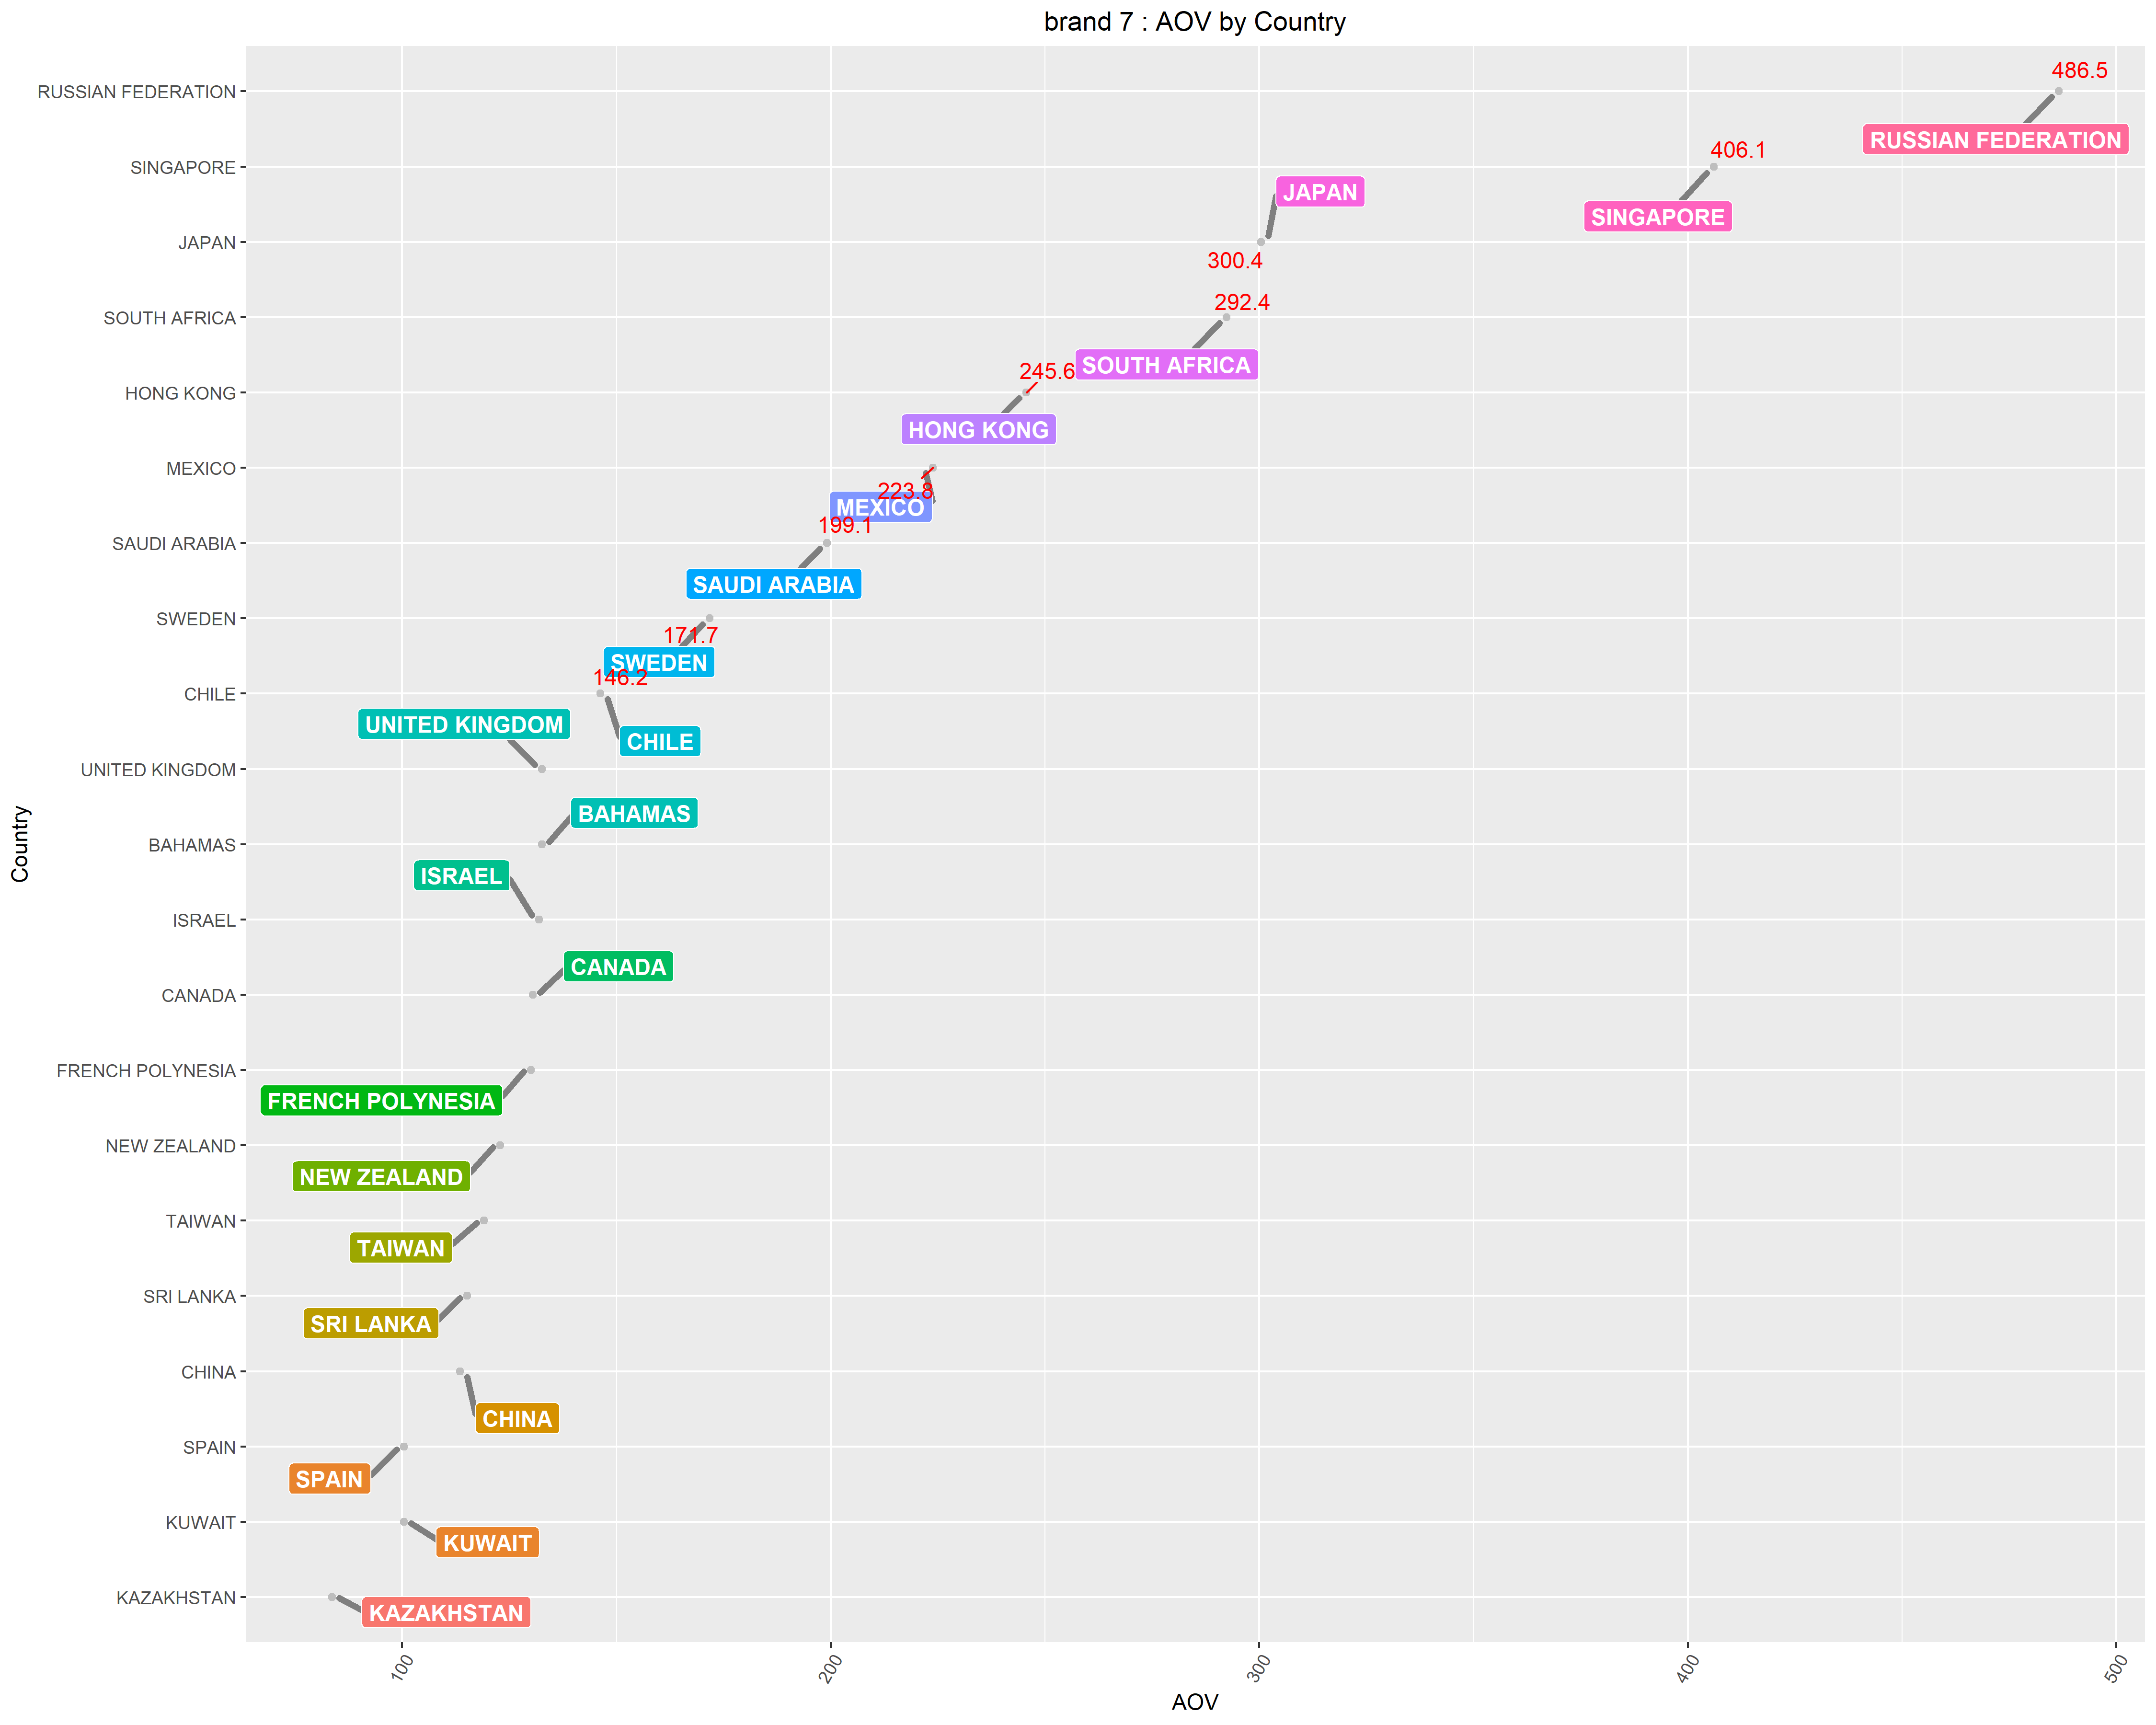 brand 7 : AOV by Country
486.5
RUSSIAN FEDERATION
RUSSIAN FEDERATION
406.1
SINGAPORE
JAPAN
SINGAPORE
JAPAN
300.4
292.4
SOUTH AFRICA
SOUTH AFRICA
245.6
HONG KONG
HONG KONG
MEXICO
223.8
MEXICO
199.1
SAUDI ARABIA
SAUDI ARABIA
SWEDEN
171.7
SWEDEN
146.2
CHILE
UNITED KINGDOM
CHILE
UNITED KINGDOM
BAHAMAS
BAHAMAS
ISRAEL
ISRAEL
CANADA
CANADA
FRENCH POLYNESIA
FRENCH POLYNESIA
NEW ZEALAND
NEW ZEALAND
TAIWAN
TAIWAN
SRI LANKA
SRI LANKA
CHINA
CHINA
SPAIN
SPAIN
KUWAIT
KUWAIT
KAZAKHSTAN
KAZAKHSTAN
Country
100
200
300
400
500
AOV